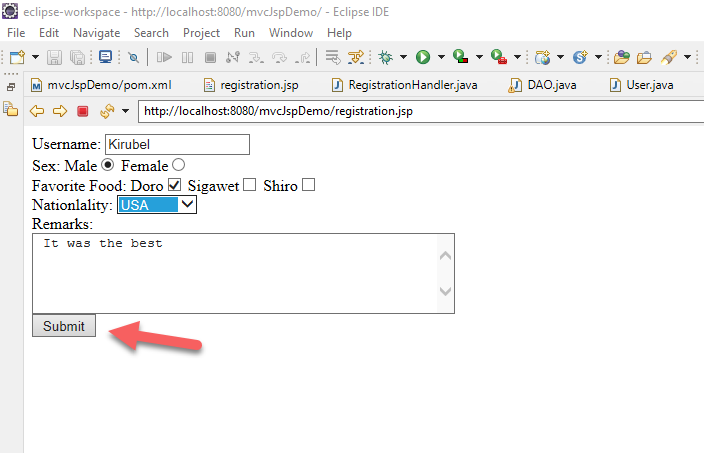 eclipse-workspace - http://localhost:8080/mvcJspDemo/ - Eclipse IDE
File Edit Navigate Search Project Run Window Help
mvcJspDemo/pom.xml registration.jsp RegistrationHandler.java DAO.java User.java
http://localhost:8080/mvcJspDemo/registration.jsp
Username: Kirubel
Sex: Male Female
Favorite Food: Doro Sigawet Shiro
Nationlality: USA
Remarks:
It was the best
Submit